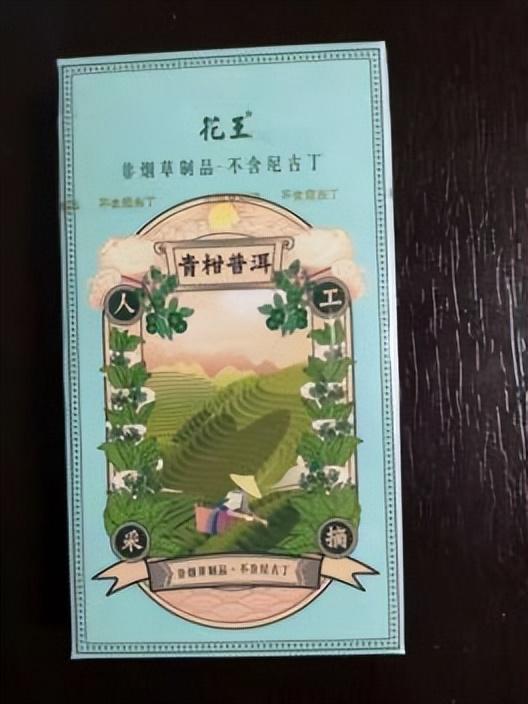 花王
非烟草制品·不含尼古丁
不含尼古丁 不含尼古丁
青柑普洱
人 工
采 摘
非烟草制品·不含尼古丁